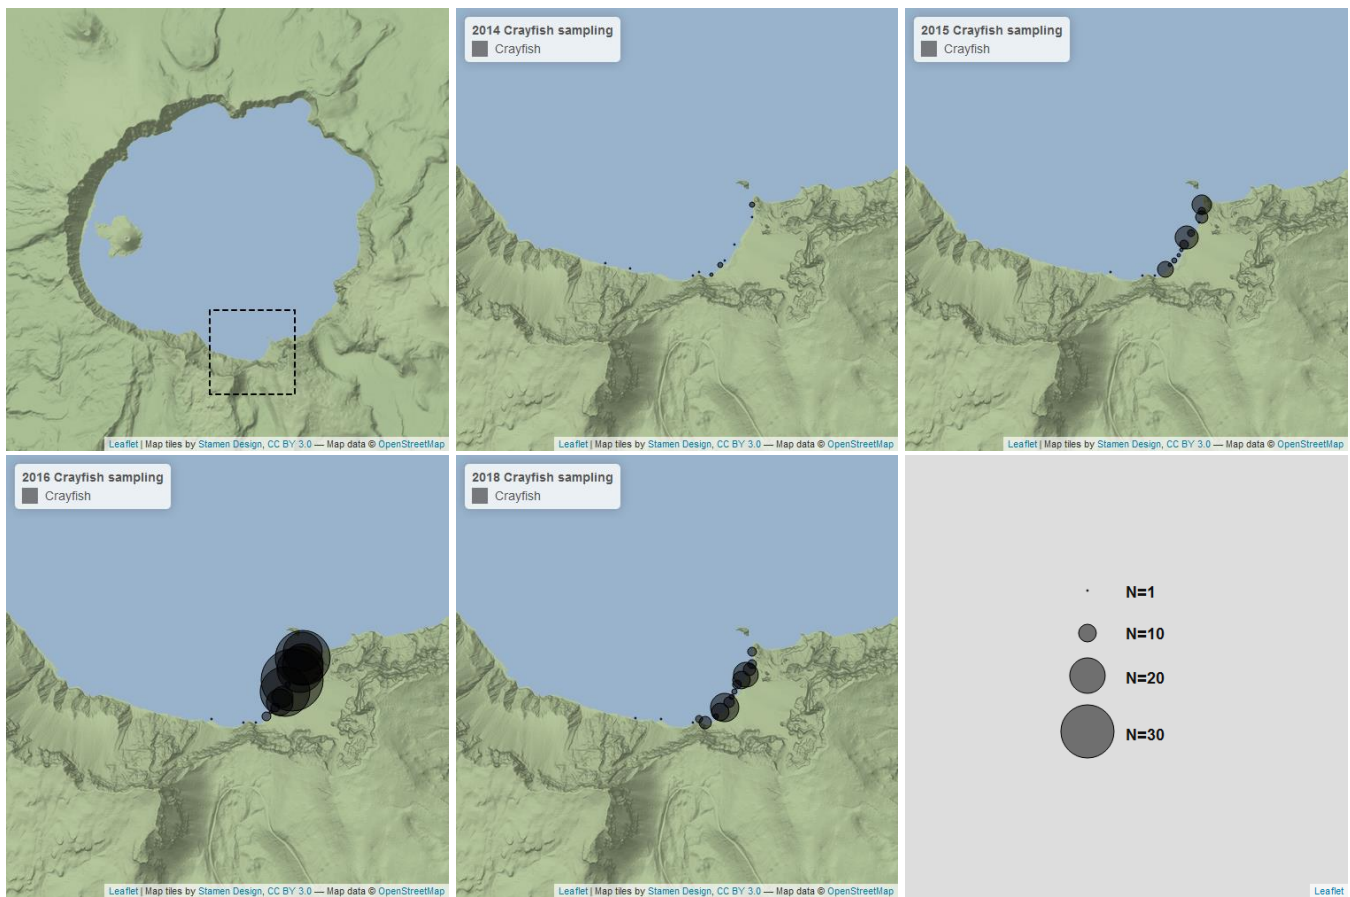 Leaflet | Map tiles by Stamen Design, CC BY 3.0 — Map data © OpenStreetMap
2014 Crayfish sampling
Crayfish
Leaflet | Map tiles by Stamen Design, CC BY 3.0 — Map data © OpenStreetMap
2015 Crayfish sampling
Crayfish
Leaflet | Map tiles by Stamen Design, CC BY 3.0 — Map data © OpenStreetMap
2016 Crayfish sampling
Crayfish
Leaflet | Map tiles by Stamen Design, CC BY 3.0 — Map data © OpenStreetMap
2018 Crayfish sampling
Crayfish
Leaflet | Map tiles by Stamen Design, CC BY 3.0 — Map data © OpenStreetMap
N=1
N=10
N=20
N=30
Leaflet